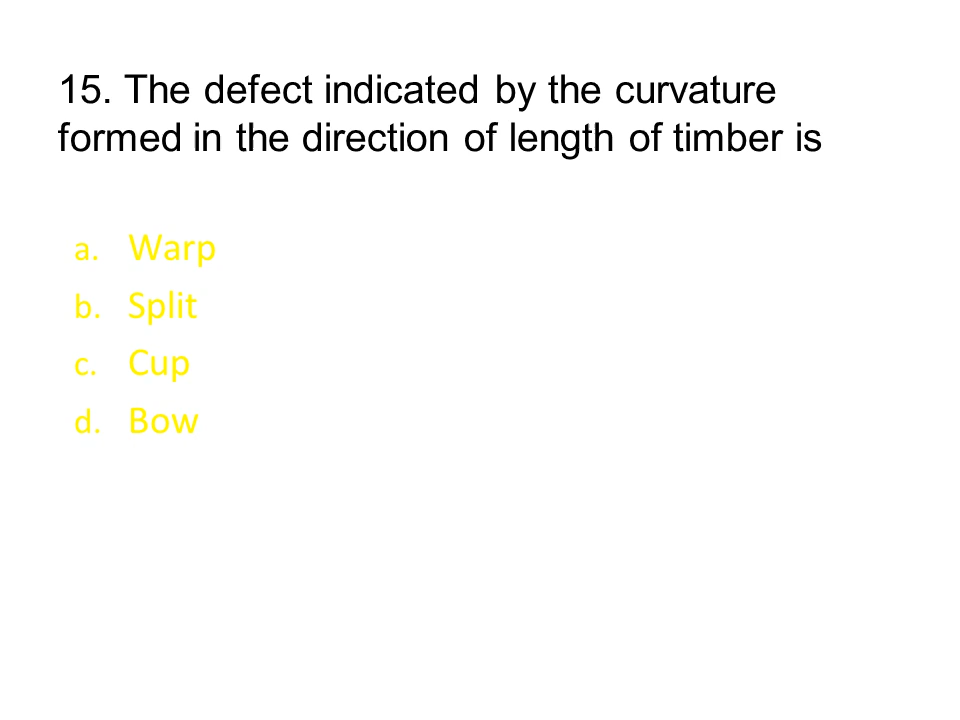 15. The defect indicated by the curvature
formed in the direction of length of timber is
a. Warp
b. Split
c. Cup
d. Bow